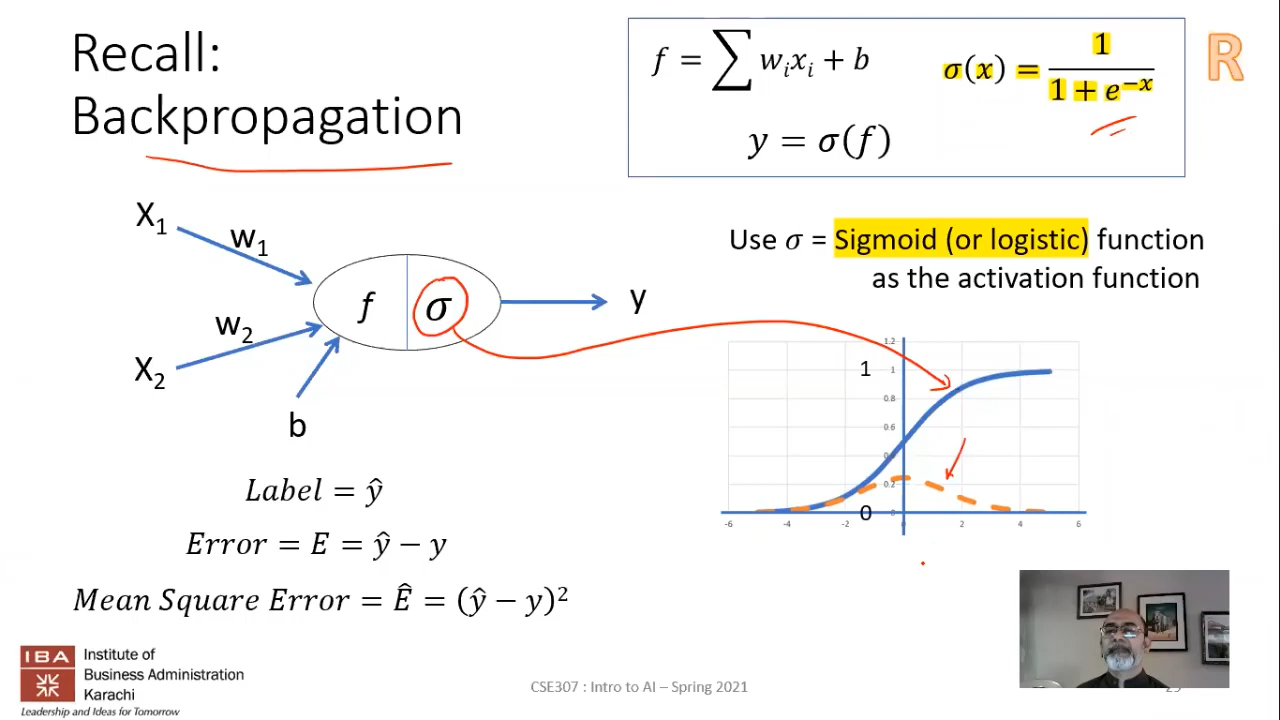 Recall:
Backpropagation
f = ∑ wᵢxᵢ + b
σ(x) = 1 / (1 + e⁻ˣ)
y = σ(f)
R
X₁
w₁
f
σ
y
w₂
X₂
b
Use σ = Sigmoid (or logistic) function
as the activation function
1.2
1
1
0.8
0.6
0.2
0
0
-6
-4
-2
0
2
4
6
Label = ŷ
Error = E = ŷ − y
Mean Square Error = Ê = (ŷ − y)²
IBA
Institute of
Business Administration
Karachi
Leadership and Ideas for Tomorrow
CSE307 : Intro to AI – Spring 2021